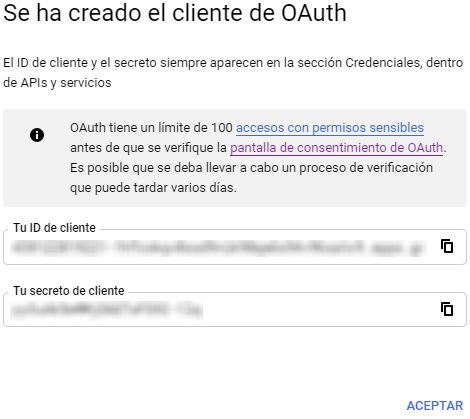 Se ha creado el cliente de OAuth
El ID de cliente y el secreto siempre aparecen en la sección Credenciales, dentro
de APIs y servicios
OAuth tiene un límite de 100 accesos con permisos sensibles
antes de que se verifique la pantalla de consentimiento de OAuth.
Es posible que se deba llevar a cabo un proceso de verificación
que puede tardar varios días.
Tu ID de cliente
Tu secreto de cliente
ACEPTAR